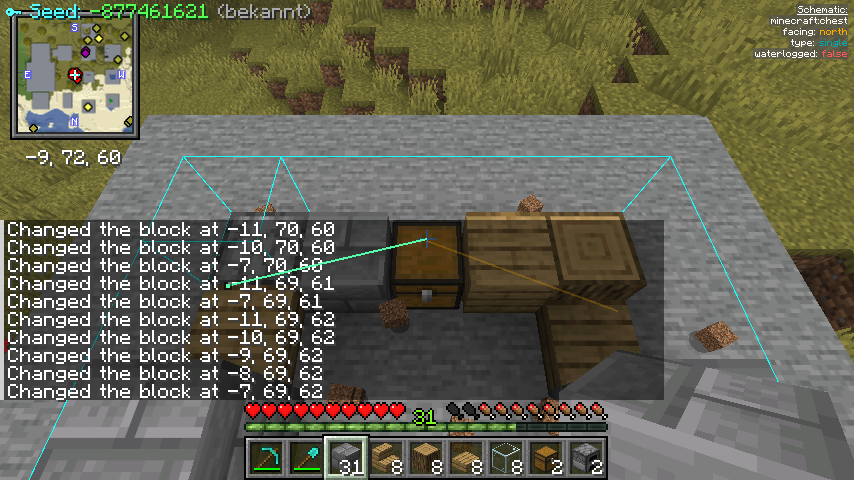 Seed: -877461621 (bekannt)
S
E
W
N
-9, 72, 60
Schematic:
minecraft:chest
facing: north
type: single
waterlogged: false
Changed the block at -11, 70, 60
Changed the block at -10, 70, 60
Changed the block at -7, 70, 60
Changed the block at -11, 69, 61
Changed the block at -7, 69, 61
Changed the block at -11, 69, 62
Changed the block at -10, 69, 62
Changed the block at -9, 69, 62
Changed the block at -8, 69, 62
Changed the block at -7, 69, 62
31
31
8
8
8
8
2
2